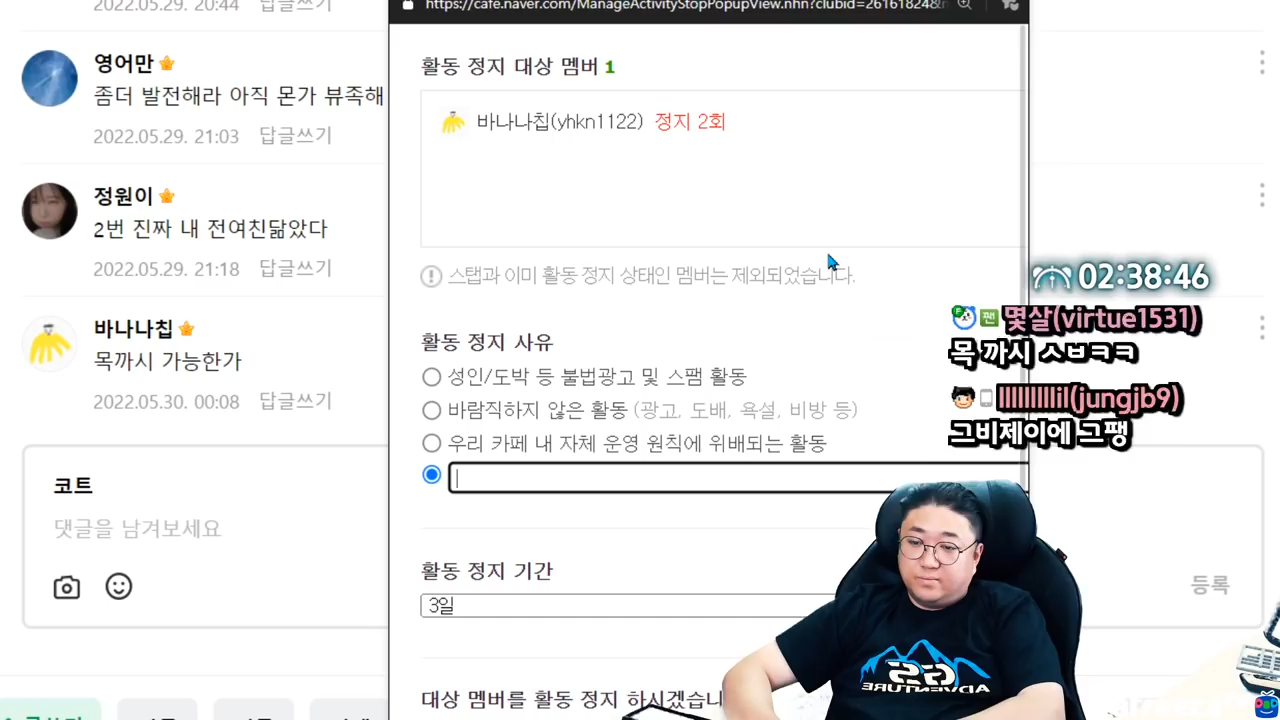 2022.05.29. 20:44 답글쓰기
https://cafe.naver.com/ManageActivityStopPopupView.nhn?clubid=26161824&
영어만
좀더 발전해라 아직 몬가 뷰족해
2022.05.29. 21:03 답글쓰기
정원이
2번 진짜 내 전여친닮았다
2022.05.29. 21:18 답글쓰기
바나나칩
목까시 가능한가
2022.05.30. 00:08 답글쓰기
코트
댓글을 남겨보세요
등록
활동 정지 대상 멤버 1
바나나칩(yhkn1122) 정지 2회
스탭과 이미 활동 정지 상태인 멤버는 제외되었습니다.
활동 정지 사유
성인/도박 등 불법광고 및 스팸 활동
바람직하지 않은 활동 (광고, 도배, 욕설, 비방 등)
우리 카페 내 자체 운영 원칙에 위배되는 활동
활동 정지 기간
3일
대상 멤버를 활동 정지 하시겠습니
02:38:46
팬 몇살(virtue1531)
목 까시 ㅅㅂㅋㅋ
lllllllllil(jungjb9)
그비제이에 그팽
GS
ADVENTURE